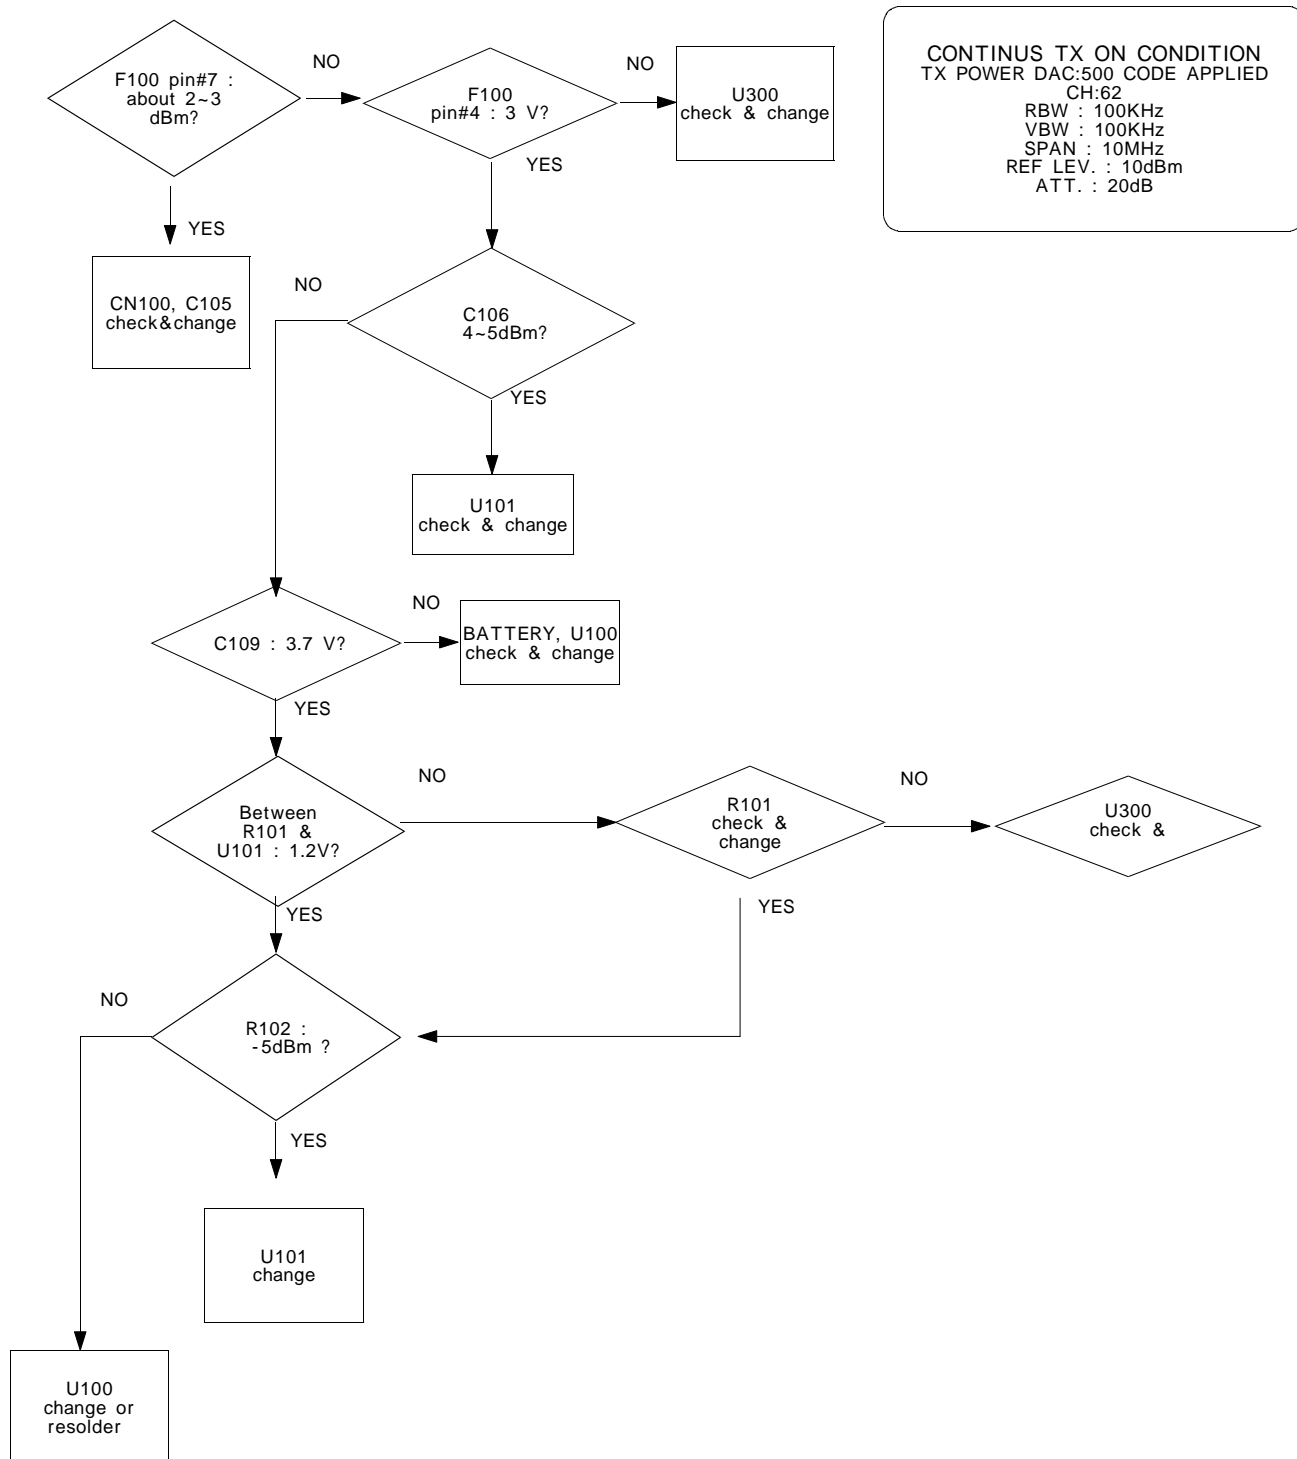 F100 pin#7 :
about 2~3
dBm?
NO
F100
pin#4 : 3 V?
NO
U300
check & change
CONTINUS TX ON CONDITION
TX POWER DAC:500 CODE APPLIED
CH:62
RBW : 100KHz
VBW : 100KHz
SPAN : 10MHz
REF LEV. : 10dBm
ATT. : 20dB
YES
YES
CN100, C105
check&change
NO
C106
4~5dBm?
YES
U101
check & change
C109 : 3.7 V?
NO
BATTERY, U100
check & change
YES
Between
R101 &
U101 : 1.2V?
NO
R101
check &
change
NO
U300
check &
YES
YES
NO
R102 :
-5dBm ?
YES
U101
change
U100
change or
resolder